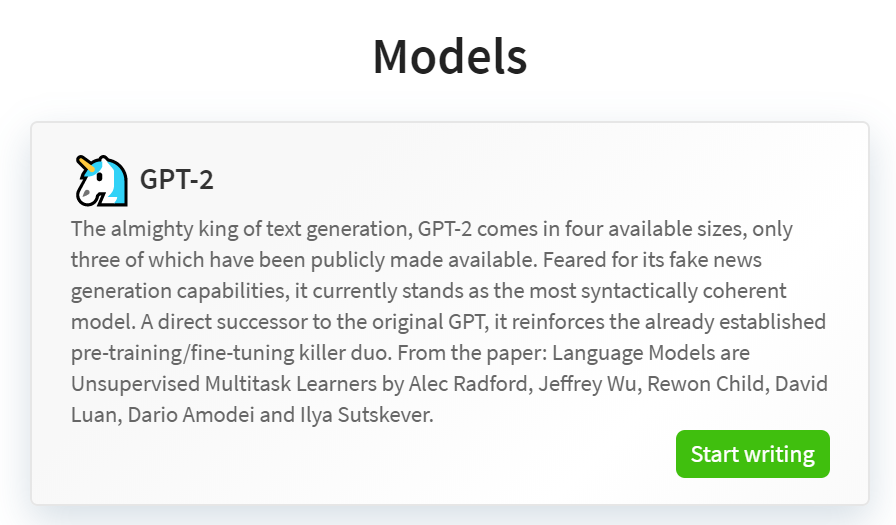 Models
GPT-2
The almighty king of text generation, GPT-2 comes in four available sizes, only
three of which have been publicly made available. Feared for its fake news
generation capabilities, it currently stands as the most syntactically coherent
model. A direct successor to the original GPT, it reinforces the already established
pre-training/fine-tuning killer duo. From the paper: Language Models are
Unsupervised Multitask Learners by Alec Radford, Jeffrey Wu, Rewon Child, David
Luan, Dario Amodei and Ilya Sutskever.
Start writing